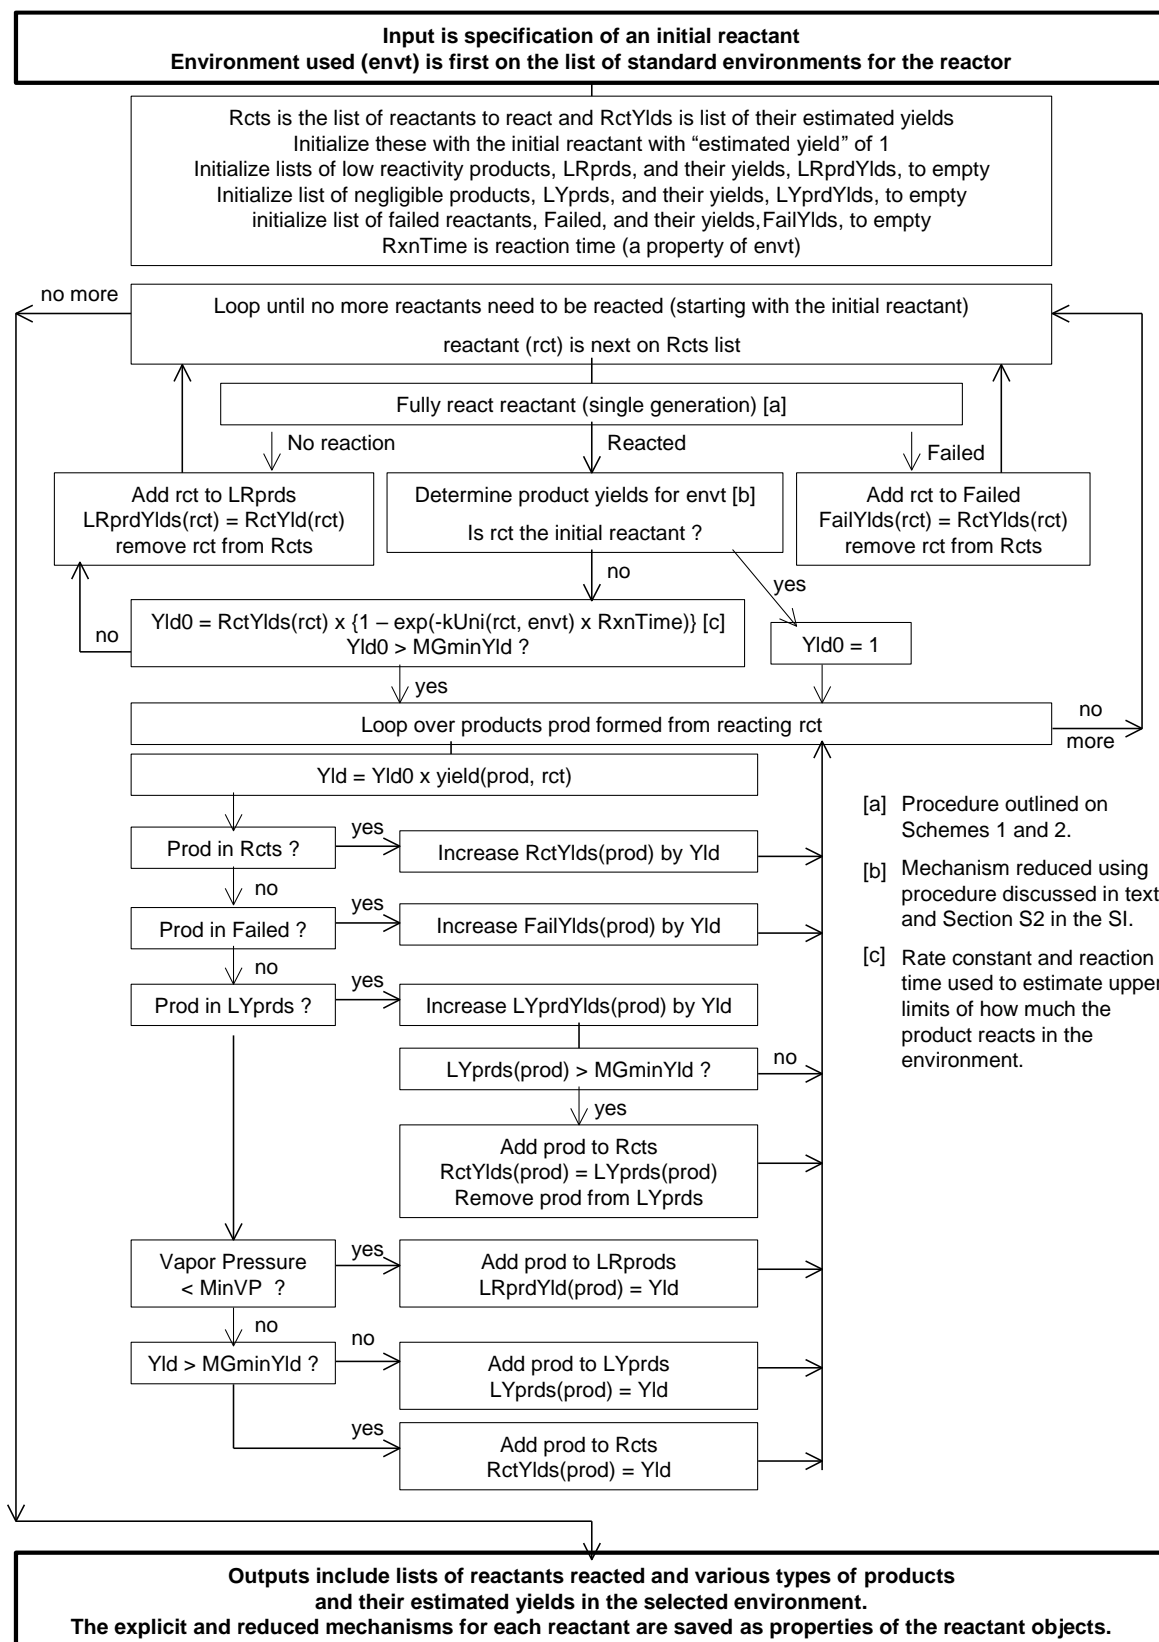 Input is specification of an initial reactant
Environment used (envt) is first on the list of standard environments for the reactor
Rcts is the list of reactants to react and RctYlds is list of their estimated yields
Initialize these with the initial reactant with “estimated yield” of 1
Initialize lists of low reactivity products, LRprds, and their yields, LRprdYlds, to empty
Initialize list of negligible products, LYprds, and their yields, LYprdYlds, to empty
initialize list of failed reactants, Failed, and their yields,FailYlds, to empty
RxnTime is reaction time (a property of envt)
no more
Loop until no more reactants need to be reacted (starting with the initial reactant)
reactant (rct) is next on Rcts list
Fully react reactant (single generation) [a]
No reaction
Reacted
Failed
Add rct to LRprds
LRprdYlds(rct) = RctYld(rct)
remove rct from Rcts
Determine product yields for envt [b]
Is rct the initial reactant ?
Add rct to Failed
FailYlds(rct) = RctYlds(rct)
remove rct from Rcts
no
yes
no
Yld0 = RctYlds(rct) x {1 – exp(-kUni(rct, envt) x RxnTime)} [c]
Yld0 > MGminYld ?
Yld0 = 1
yes
Loop over products prod formed from reacting rct
no
more
Yld = Yld0 x yield(prod, rct)
Prod in Rcts ?
yes
Increase RctYlds(prod) by Yld
no
Prod in Failed ?
yes
Increase FailYlds(prod) by Yld
no
Prod in LYprds ?
yes
Increase LYprdYlds(prod) by Yld
LYprds(prod) > MGminYld ?
no
yes
Add prod to Rcts
RctYlds(prod) = LYprds(prod)
Remove prod from LYprds
Vapor Pressure
< MinVP ?
yes
Add prod to LRprods
LRprdYld(prod) = Yld
no
Yld > MGminYld ?
no
Add prod to LYprds
LYprds(prod) = Yld
yes
Add prod to Rcts
RctYlds(prod) = Yld
[a] Procedure outlined on
Schemes 1 and 2.
[b] Mechanism reduced using
procedure discussed in text
and Section S2 in the SI.
[c] Rate constant and reaction
time used to estimate upper
limits of how much the
product reacts in the
environment.
Outputs include lists of reactants reacted and various types of products
and their estimated yields in the selected environment.
The explicit and reduced mechanisms for each reactant are saved as properties of the reactant objects.